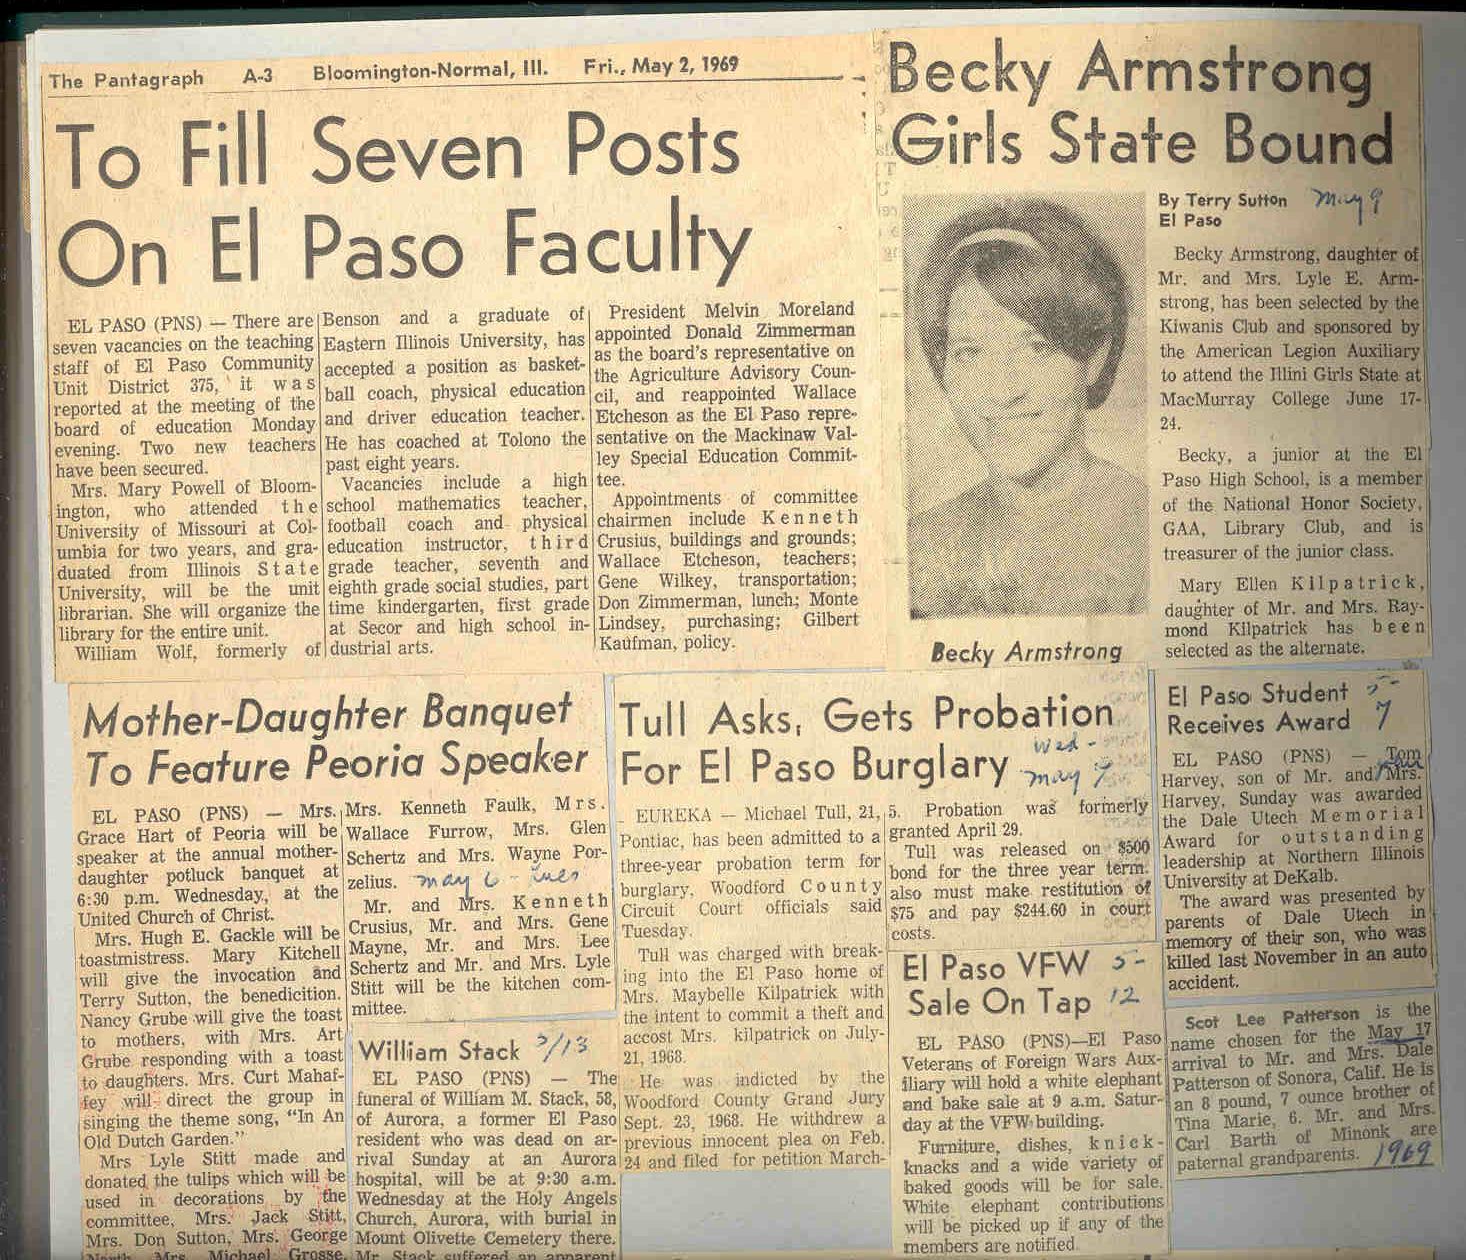 The Pantagraph A-3 Bloomington-Normal, Ill. Fri., May 2, 1969
To Fill Seven Posts
On El Paso Faculty
EL PASO (PNS) — There are
seven vacancies on the teaching
staff of El Paso Community
Unit District 375, it was
reported at the meeting of the
board of education Monday
evening. Two new teachers
have been secured.
Mrs. Mary Powell of Bloom-
ington, who attended the
University of Missouri at Col-
umbia for two years, and gra-
duated from Illinois State
University, will be the unit
librarian. She will organize the
library for the entire unit.
William Wolf, formerly of
Benson and a graduate of
Eastern Illinois University, has
accepted a position as basket-
ball coach, physical education
and driver education teacher.
He has coached at Tolono the
past eight years.
Vacancies include a high
school mathematics teacher,
football coach and physical
education instructor, third
grade teacher, seventh and
eighth grade social studies, part
time kindergarten, first grade
at Secor and high school in-
dustrial arts.
President Melvin Moreland
appointed Donald Zimmerman
as the board's representative on
the Agriculture Advisory Coun-
cil, and reappointed Wallace
Etcheson as the El Paso repre-
sentative on the Mackinaw Val-
ley Special Education Commit-
tee.
Appointments of committee
chairmen include Kenneth
Crusius, buildings and grounds;
Wallace Etcheson, teachers;
Gene Wilkey, transportation;
Don Zimmerman, lunch; Monte
Lindsey, purchasing; Gilbert
Kaufman, policy.
Becky Armstrong
Girls State Bound
By Terry Sutton May 9
El Paso
Becky Armstrong, daughter of
Mr. and Mrs. Lyle E. Arm-
strong, has been selected by the
Kiwanis Club and sponsored by
the American Legion Auxiliary
to attend the Illini Girls State at
MacMurray College June 17-
24.
Becky, a junior at the El
Paso High School, is a member
of the National Honor Society,
GAA, Library Club, and is
treasurer of the junior class.
Mary Ellen Kilpatrick,
daughter of Mr. and Mrs. Ray-
mond Kilpatrick has been
selected as the alternate.
Becky Armstrong
Mother-Daughter Banquet
To Feature Peoria Speaker
EL PASO (PNS) — Mrs.
Grace Hart of Peoria will be
speaker at the annual mother-
daughter potluck banquet at
6:30 p.m. Wednesday, at the
United Church of Christ.
Mrs. Hugh E. Gackle will be
toastmistress. Mary Kitchell
will give the invocation and
Terry Sutton, the benedicition.
Nancy Grube will give the toast
to mothers, with Mrs. Art
Grube responding with a toast
to daughters. Mrs. Curt Mahaf-
fey will direct the group in
singing the theme song, "In An
Old Dutch Garden."
Mrs Lyle Stitt made and
donated the tulips which will be
used in decorations by the
committee, Mrs. Jack Stitt,
Mrs. Don Sutton, Mrs. George
North, Mrs. Michael Grosse,
Mrs. Kenneth Faulk, Mrs.
Wallace Furrow, Mrs. Glen
Schertz and Mrs. Wayne Por-
zelius. May 6 - Tues
Mr. and Mrs. Kenneth
Crusius, Mr. and Mrs. Gene
Mayne, Mr. and Mrs. Lee
Schertz and Mr. and Mrs. Lyle
Stitt will be the kitchen com-
mittee.
William Stack 5/13
EL PASO (PNS) — The
funeral of William M. Stack, 58,
of Aurora, a former El Paso
resident who was dead on ar-
rival Sunday at an Aurora
hospital, will be at 9:30 a.m.
Wednesday at the Holy Angels
Church, Aurora, with burial in
Mount Olivette Cemetery there.
Mr. Stack suffered an apparent
Tull Asks, Gets Probation
For El Paso Burglary
Wed -
May 7
EUREKA — Michael Tull, 21,
Pontiac, has been admitted to a
three-year probation term for
burglary, Woodford County
Circuit Court officials said
Tuesday.
Tull was charged with break-
ing into the El Paso home of
Mrs. Maybelle Kilpatrick with
the intent to commit a theft and
accost Mrs. kilpatrick on July-
21, 1968.
He was indicted by the
Woodford County Grand Jury
Sept. 23, 1968. He withdrew a
previous innocent plea on Feb.
24 and filed for petition March-
5. Probation was formerly
granted April 29.
Tull was released on $500
bond for the three year term.
also must make restitution of
$75 and pay $244.60 in court
costs.
El Paso VFW 5-
Sale On Tap 12
EL PASO (PNS)—El Paso
Veterans of Foreign Wars Aux-
iliary will hold a white elephant
and bake sale at 9 a.m. Satur-
day at the VFW building.
Furniture, dishes, knick-
knacks and a wide variety of
baked goods will be for sale.
White elephant contributions
will be picked up if any of the
members are notified.
El Paso Student 5-
Receives Award 7
EL PASO (PNS) — Tom
Harvey, son of Mr. and Mrs.
Harvey, Sunday was awarded
the Dale Utech Memorial
Award for outstanding
leadership at Northern Illinois
University at DeKalb.
The award was presented by
parents of Dale Utech in
memory of their son, who was
killed last November in an auto
accident.
Scot Lee Patterson is the
name chosen for the May 17
arrival to Mr. and Mrs. Dale
Patterson of Sonora, Calif. He is
an 8 pound, 7 ounce brother of
Tina Marie, 6. Mr. and Mrs.
Carl Barth of Minonk are
paternal grandparents. 1969